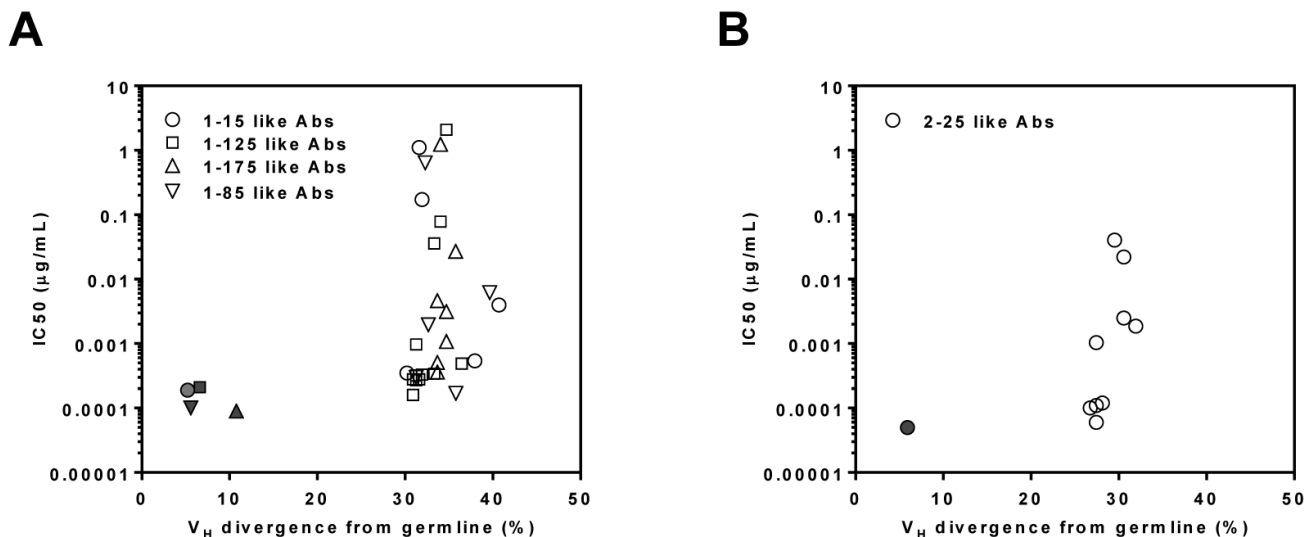 A
IC50 (µg/mL)
10
1
0.1
0.01
0.001
0.0001
0.00001
1-15 like Abs
1-125 like Abs
1-175 like Abs
1-85 like Abs
0 10 20 30 40 50
VH divergence from germline (%)
B
IC50 (µg/mL)
10
1
0.1
0.01
0.001
0.0001
0.00001
2-25 like Abs
0 10 20 30 40 50
VH divergence from germline (%)